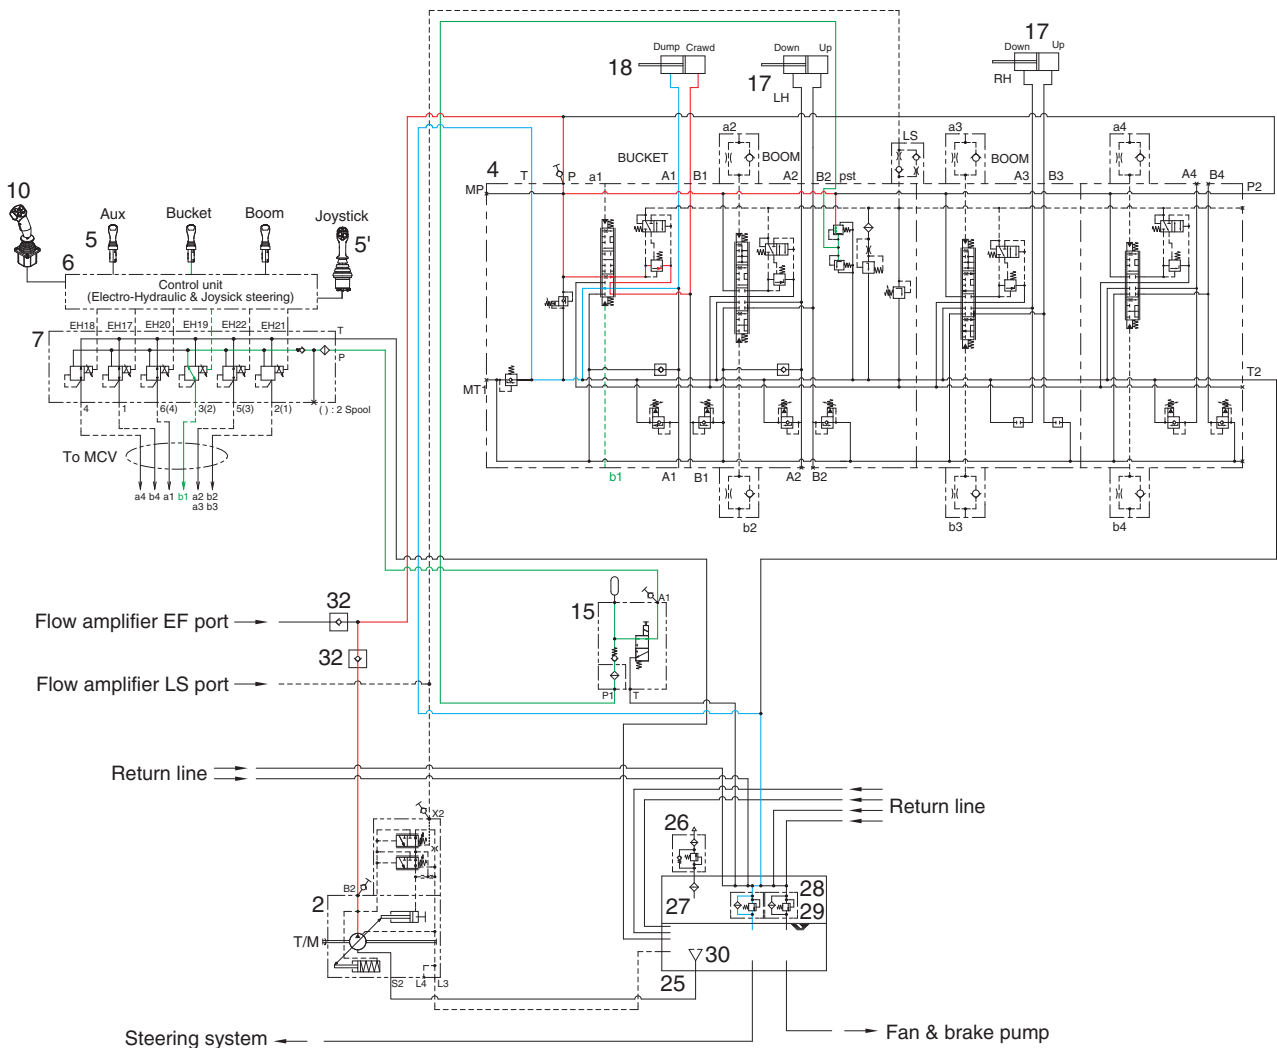 17
Down Up
RH
Dump Crawd
18
Down Up
17
LH
a2
a3
a4
LS
BUCKET
BOOM
BOOM
4
T
P
a1
A1 B1
A2
B2 pst
A3 B3
A4
B4
MP
P2
10
Aux
Bucket
Boom
Joystick
5
5'
6
Control unit
(Electro-Hydraulic & Joysick steering)
EH18 EH17 EH20 EH19 EH22 EH21
7
T
P
MT1
T2
4 1 6(4) 3(2) 5(3) 2(1)
( ) : 2 Spool
To MCV
a4 b4 a1 b1 a2 b2
a3 b3
b1
A1 B1
A2 B2
b2
b3
b4
15
A1
P1 T
32
Flow amplifier EF port
32
Flow amplifier LS port
Return line
Return line
X2
26
B2
2
T/M
S2 L4 L3
27
28
29
30
25
Steering system
Fan & brake pump